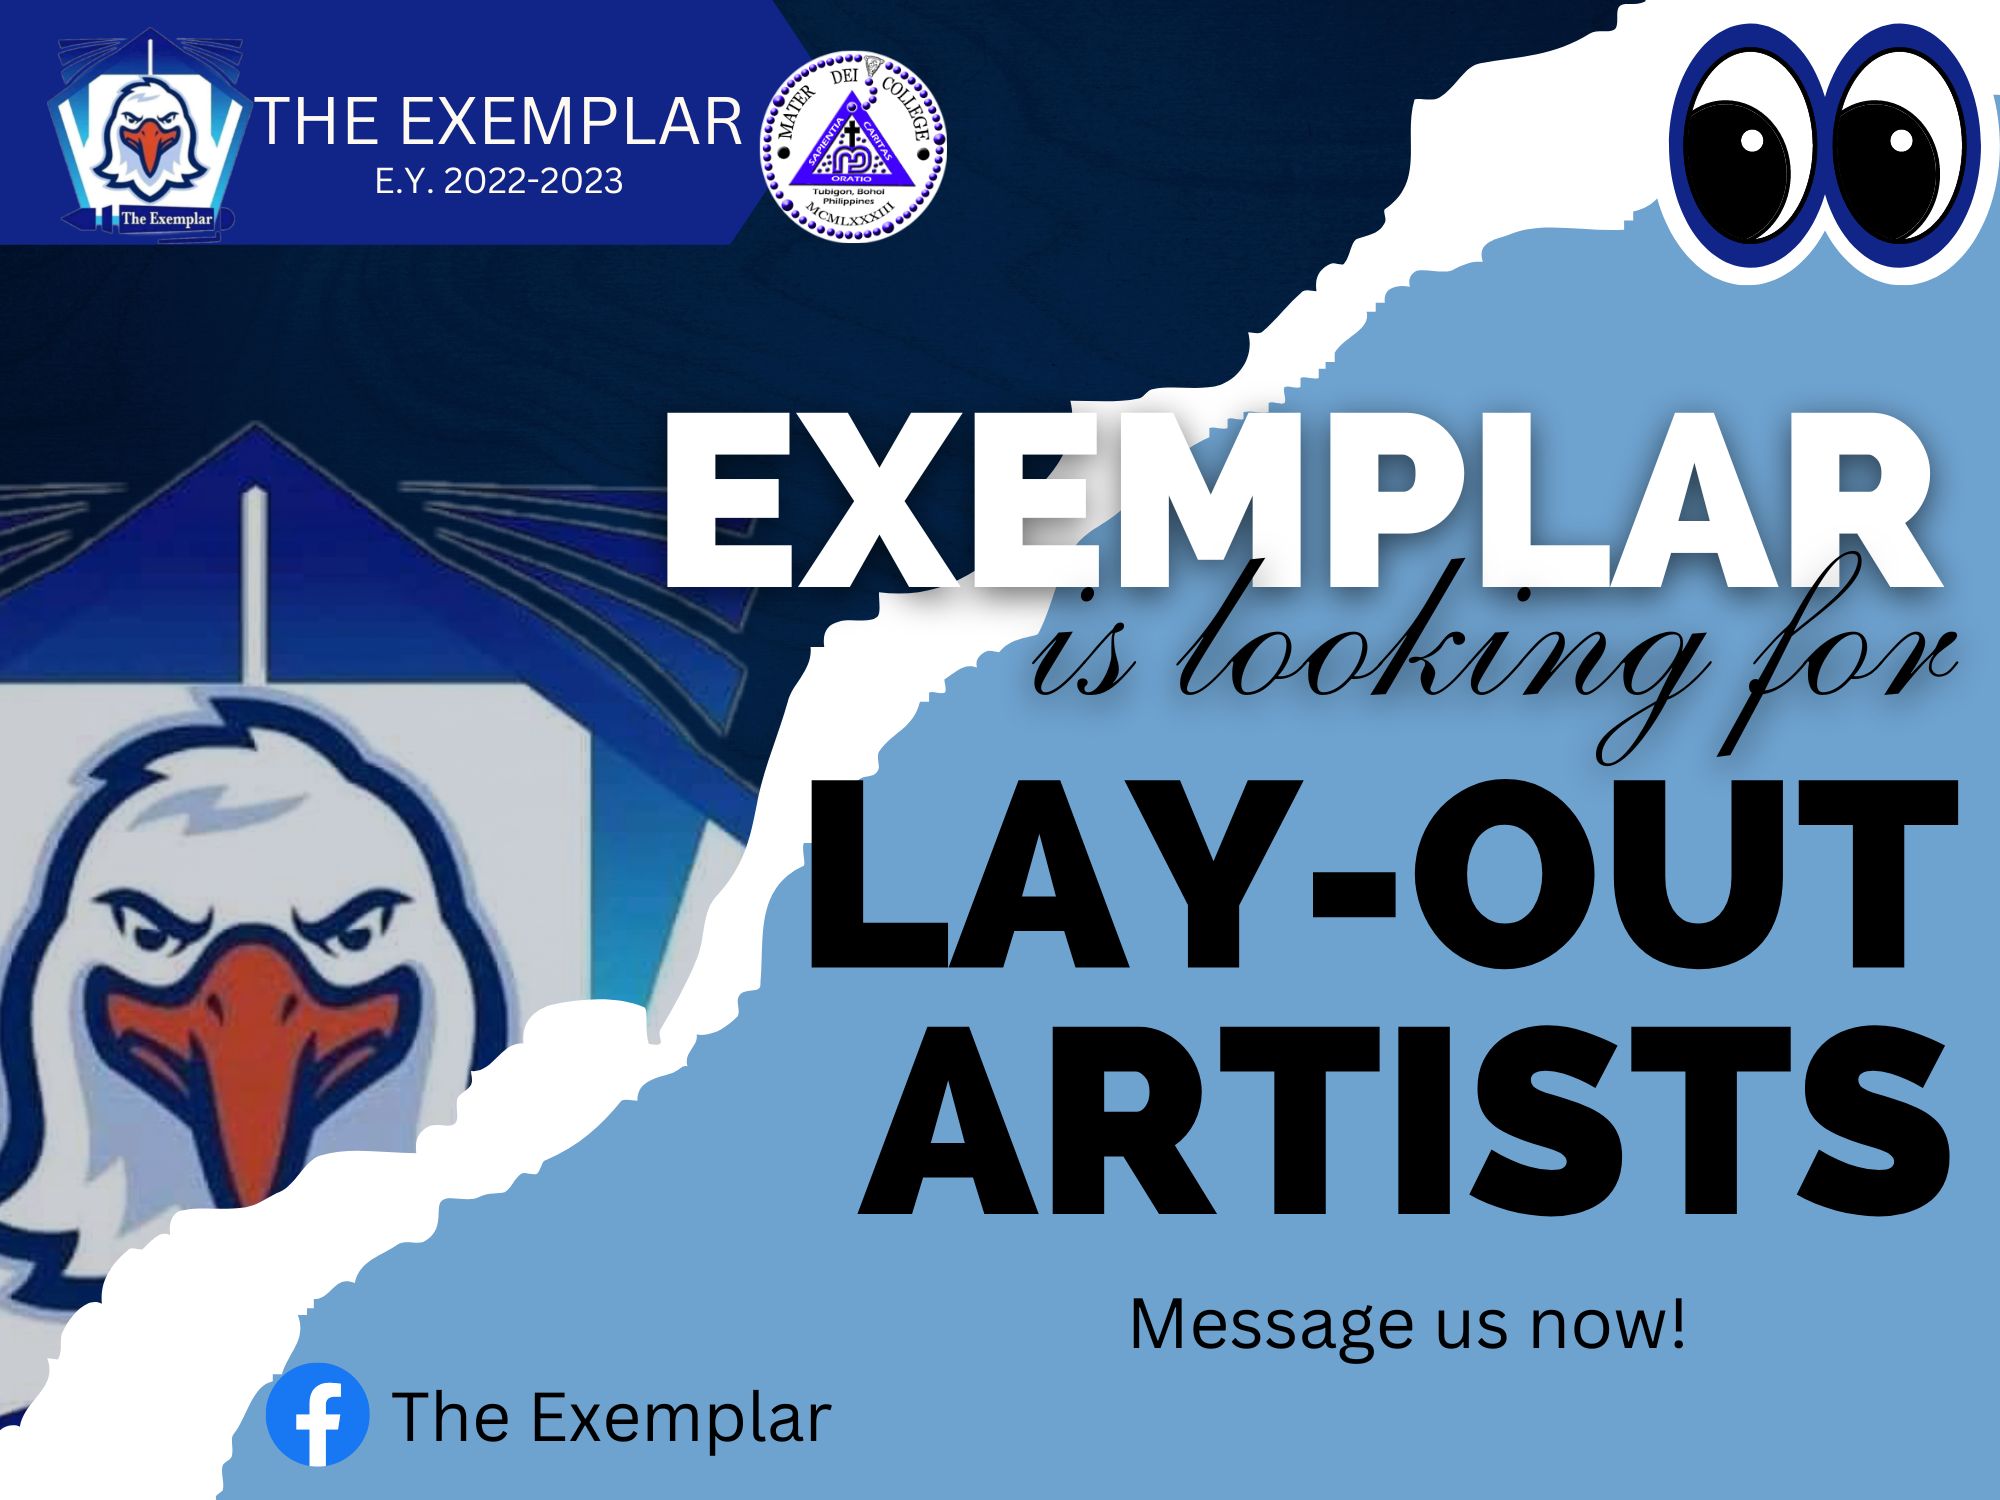 THE EXEMPLAR
E.Y. 2022-2023
The Exemplar
MATER DEI COLLEGE
SAPIENTIA
CARITAS
ORATIO
Tubigon, Bohol
Philippines
MCMLXXXIII
EXEMPLAR
is looking for
LAY-OUT
ARTISTS
Message us now!
The Exemplar